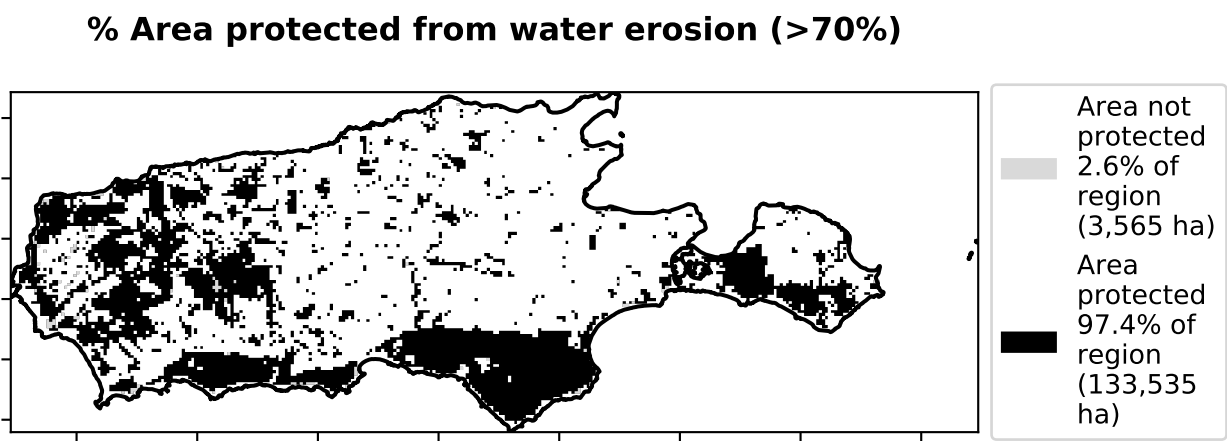 % Area protected from water erosion (>70%)
Area not
protected
2.6% of
region
(3,565 ha)
Area
protected
97.4% of
region
(133,535
ha)